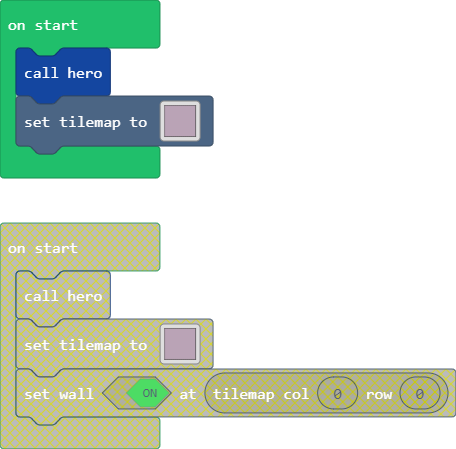 on start
call hero
set tilemap to
on start
call hero
set tilemap to
set wall ON at tilemap col 0 row 0